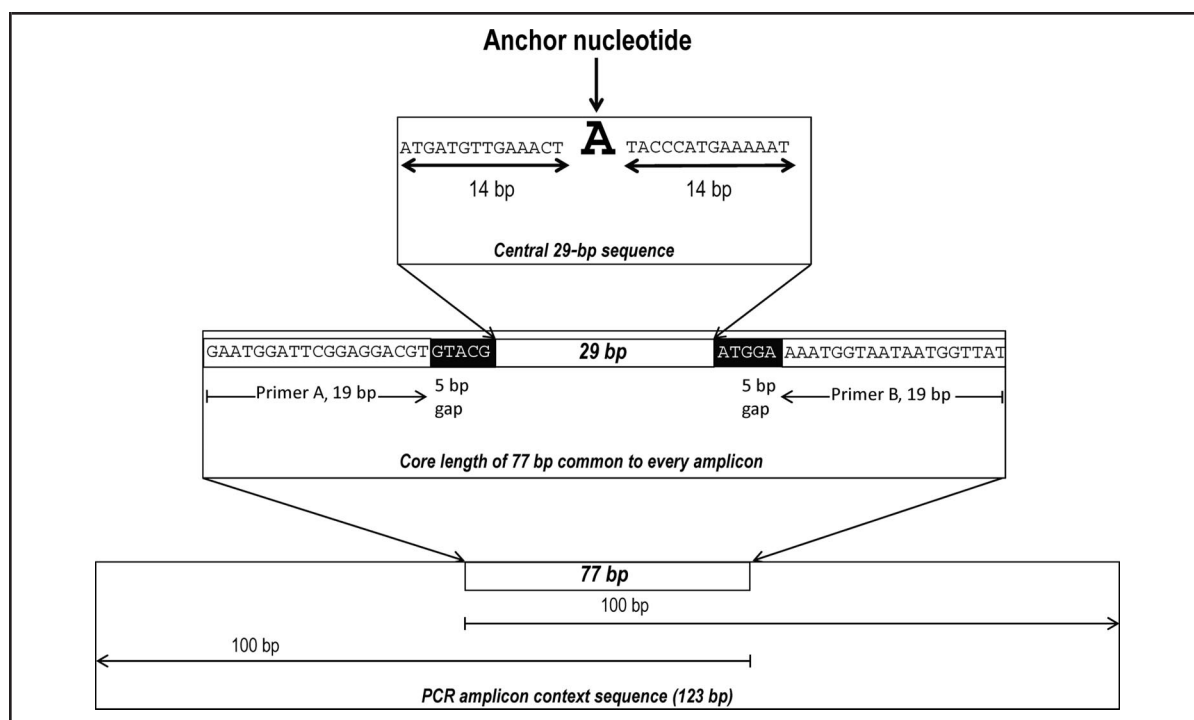 Anchor nucleotide
ATGATGTTGAAACT A TACCCATGAAAAAT
14 bp 14 bp
Central 29-bp sequence
GAATGGATTCGGAGGACGT GTACG 29 bp ATGGA AAATGGTAATAATGGTTAT
Primer A, 19 bp 5 bp gap 5 bp gap Primer B, 19 bp
Core length of 77 bp common to every amplicon
77 bp
100 bp
100 bp
PCR amplicon context sequence (123 bp)